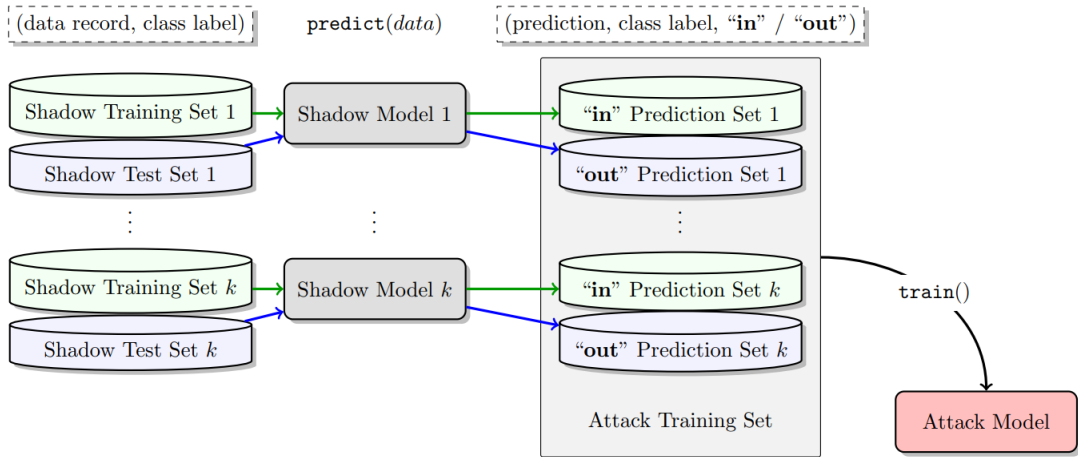 (data record, class label)
predict(data)
(prediction, class label, “in” / “out”)
Shadow Training Set 1
Shadow Model 1
“in” Prediction Set 1
Shadow Test Set 1
“out” Prediction Set 1
⋮ ⋮ ⋮
Shadow Training Set k
Shadow Model k
“in” Prediction Set k
train()
Shadow Test Set k
“out” Prediction Set k
Attack Training Set
Attack Model